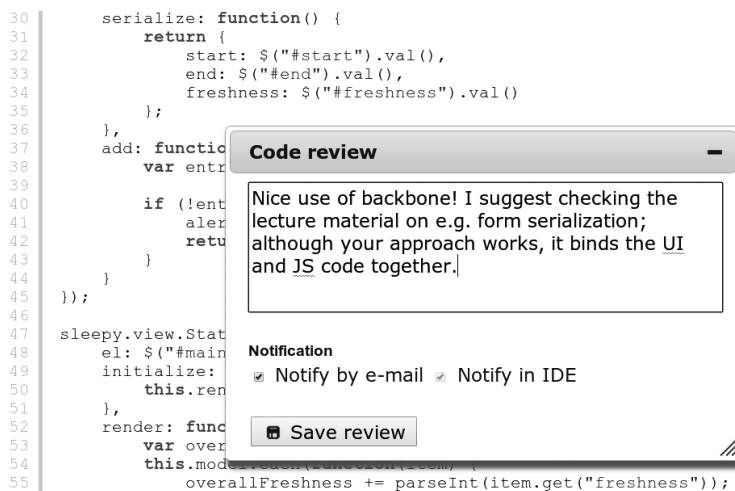 30 serialize: function() {
31 return {
32 start: $("#start").val(),
33 end: $("#end").val(),
34 freshness: $("#freshness").val()
35 };
36 },
37 add: functio
38 var entr
39
40 if (!ent
41 aler
42 retu
43 }
44 }
45 });
46
47 sleepy.view.Stat
48 el: $("#main
49 initialize:
50 this.ren
51 },
52 render: func
53 var over
54 this.model.each(function(item) {
55 overallFreshness += parseInt(item.get("freshness"));
Code review
Nice use of backbone! I suggest checking the
lecture material on e.g. form serialization;
although your approach works, it binds the UI
and JS code together.
Notification
Notify by e-mail Notify in IDE
Save review